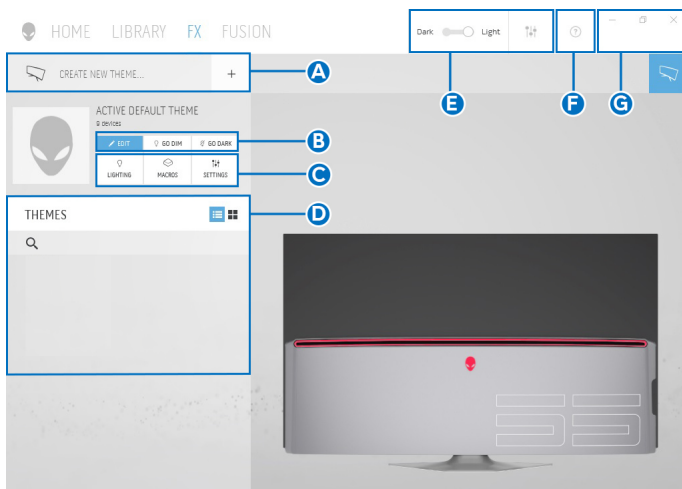 HOME LIBRARY FX FUSION
Dark Light
CREATE NEW THEME... +
A
E
F
G
ACTIVE DEFAULT THEME
devices
EDIT GO DIM GO DARK
B
LIGHTING MACROS SETTINGS
C
THEMES
D
55